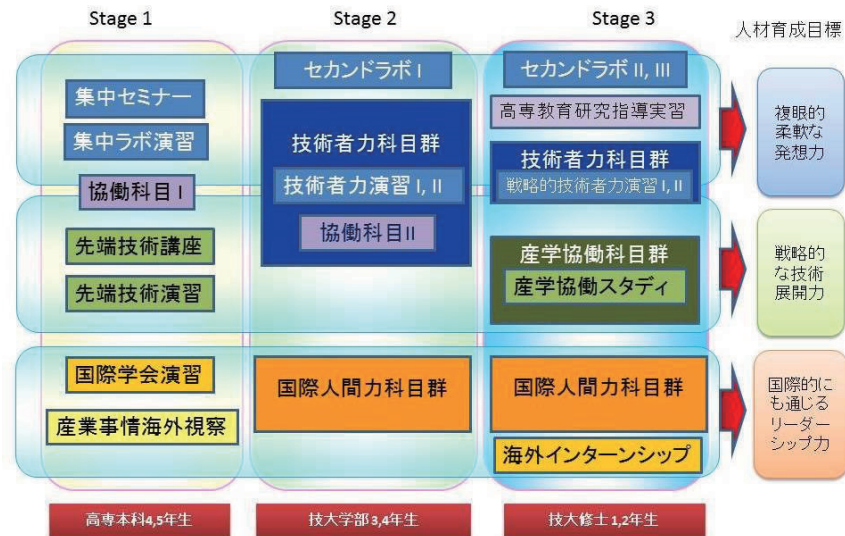 Stage 1
Stage 2
Stage 3
人材育成目標
集中セミナー
集中ラボ演習
協働科目 I
先端技術講座
先端技術演習
国際学会演習
産業事情海外視察
高専本科4,5年生
セカンドラボ I
技術者力科目群
技術者力演習 I, II
協働科目II
国際人間力科目群
技大学部3,4年生
セカンドラボ II, III
高専教育研究指導実習
技術者力科目群
戦略的技術者力演習 I, II
産学協働科目群
産学協働スタディ
国際人間力科目群
海外インターンシップ
技大修士1,2年生
複眼的
柔軟な
発想力
戦略的
な技術
展開力
国際的に
も通じる
リーダー
シップ力